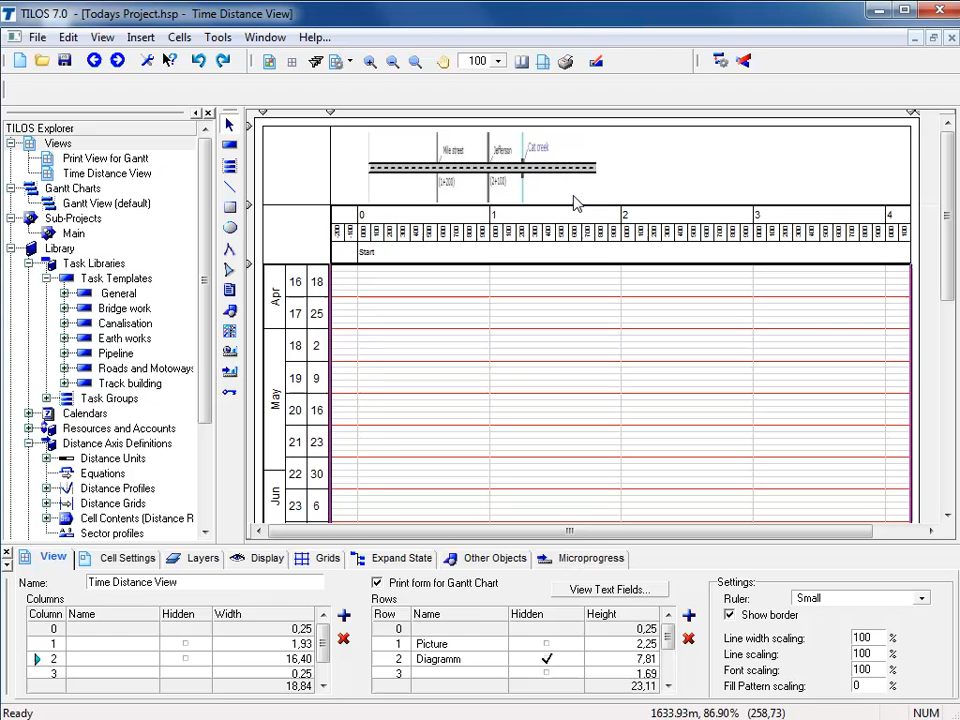 TILOS 7.0 - [Todays Project.hsp - Time Distance View]
File Edit View Insert Cells Tools Window Help...
100
TILOS Explorer
Views
Print View for Gantt
Time Distance View
Gantt Charts
Gantt View (default)
Sub-Projects
Main
Library
Task Libraries
Task Templates
General
Bridge work
Canalisation
Earth works
Pipeline
Roads and Motoways
Track building
Task Groups
Calendars
Resources and Accounts
Distance Axis Definitions
Distance Units
Equations
Distance Profiles
Distance Grids
Cell Contents (Distance R
Sector profiles
Mile street Jefferson Cat creek
(1+200) (2+100)
0 1 2 3 4
Start
Apr 16 18
17 25
May 18 2
19 9
20 16
21 23
22 30
Jun 23 6
View Cell Settings Layers Display Grids Expand State Other Objects Microprogress
Name: Time Distance View
Columns
Column Name Hidden Width
0 0,25
1 1,93
2 16,40
3 0,25
18,84
Print form for Gantt Chart View Text Fields...
Rows
Row Name Hidden Height
0 0,25
1 Picture 2,25
2 Diagramm 7,81
3 1,69
23,11
Settings:
Ruler: Small
Show border
Line width scaling: 100 %
Line scaling: 100 %
Font scaling: 100 %
Fill Pattern scaling: 0 %
Ready 1633.93m, 86.90% (258,73) NUM